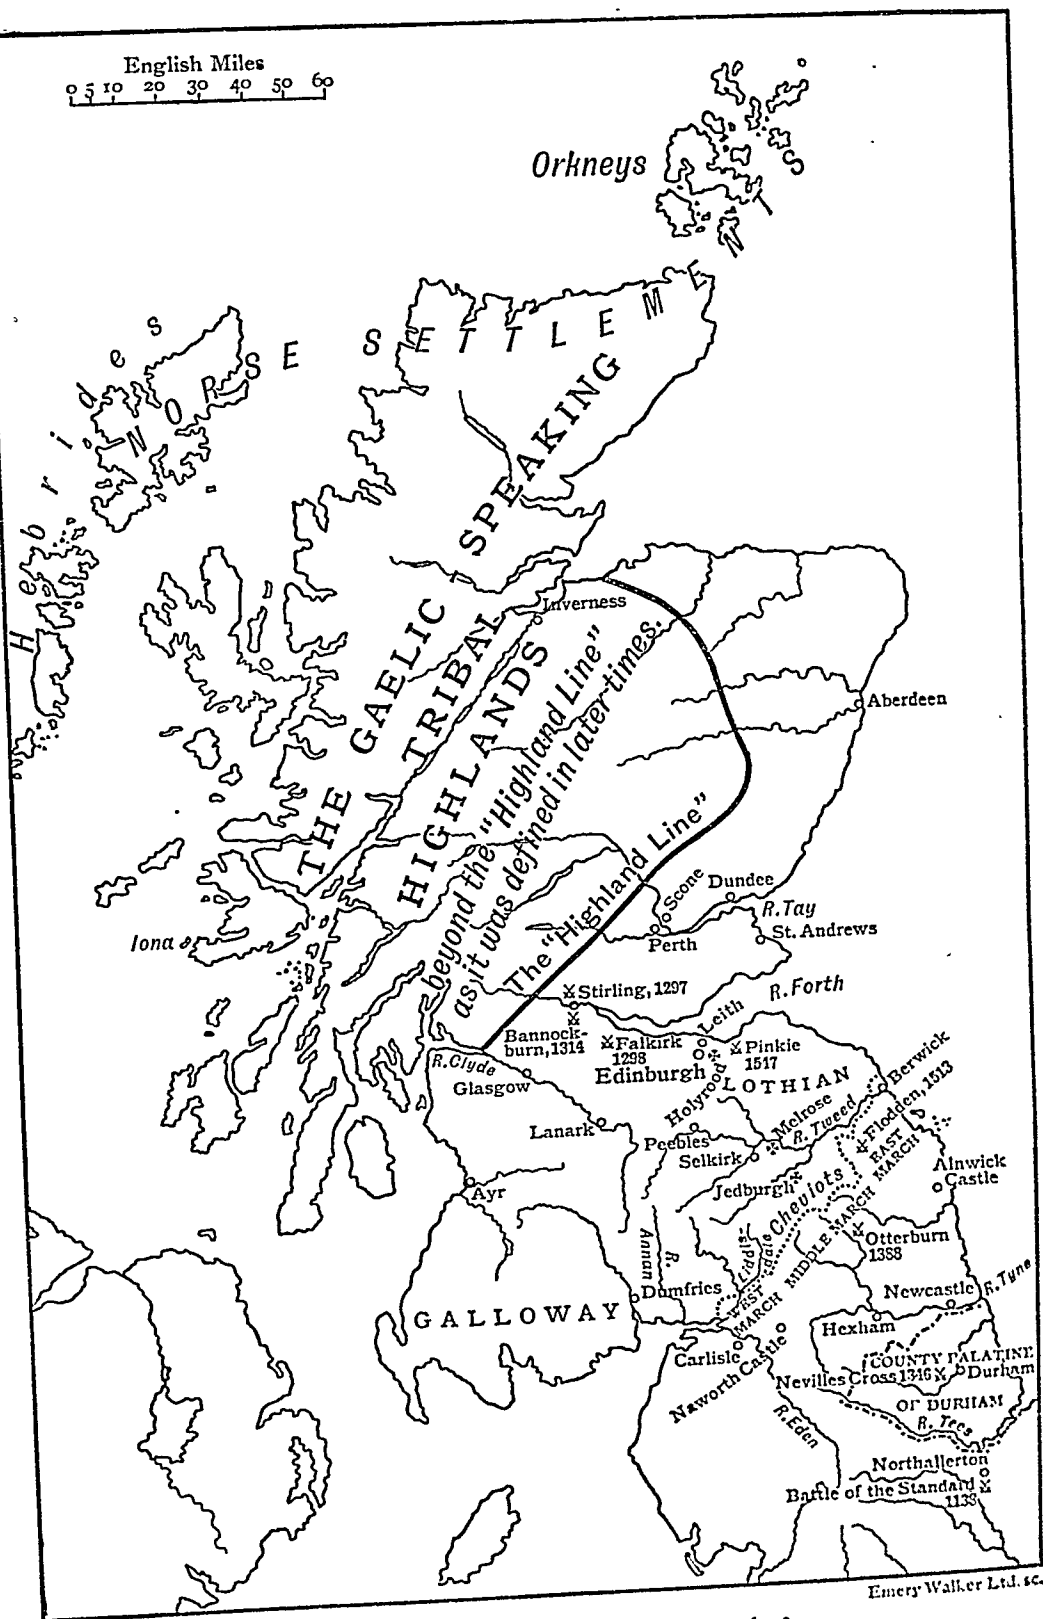 English Miles
0 5 10 20 30 40 50 60
Orkneys
Hebrides
NORSE SETTLEMENTS
THE GAELIC SPEAKING
TRIBAL
HIGHLANDS
beyond the "Highland Line"
as it was defined in later times.
Inverness
Aberdeen
The "Highland Line"
Scone
Dundee
R. Tay
Perth
St. Andrews
Iona
Stirling, 1297
R. Forth
Bannock-
burn, 1314
Falkirk
1298
Leith
Pinkie
1547
Edinburgh
Holyrood
LOTHIAN
Berwick
R. Clyde
Glasgow
Lanark
Peebles
Melrose
R. Tweed
Flodden, 1513
Selkirk
EAST
MARCH
Jedburgh
Cheviots
Alnwick
Castle
Ayr
MIDDLE MARCH
Otterburn
1388
R.
Annan
Liddis-
dale
Dumfries
WEST
MARCH
Newcastle
R. Tyne
GALLOWAY
Hexham
Carlisle
Naworth Castle
COUNTY PALATINE
Nevilles Cross 1346
Durham
OF DURHAM
R. Tees
R. Eden
Northallerton
Battle of the Standard
1138
Emery Walker Ltd. sc.